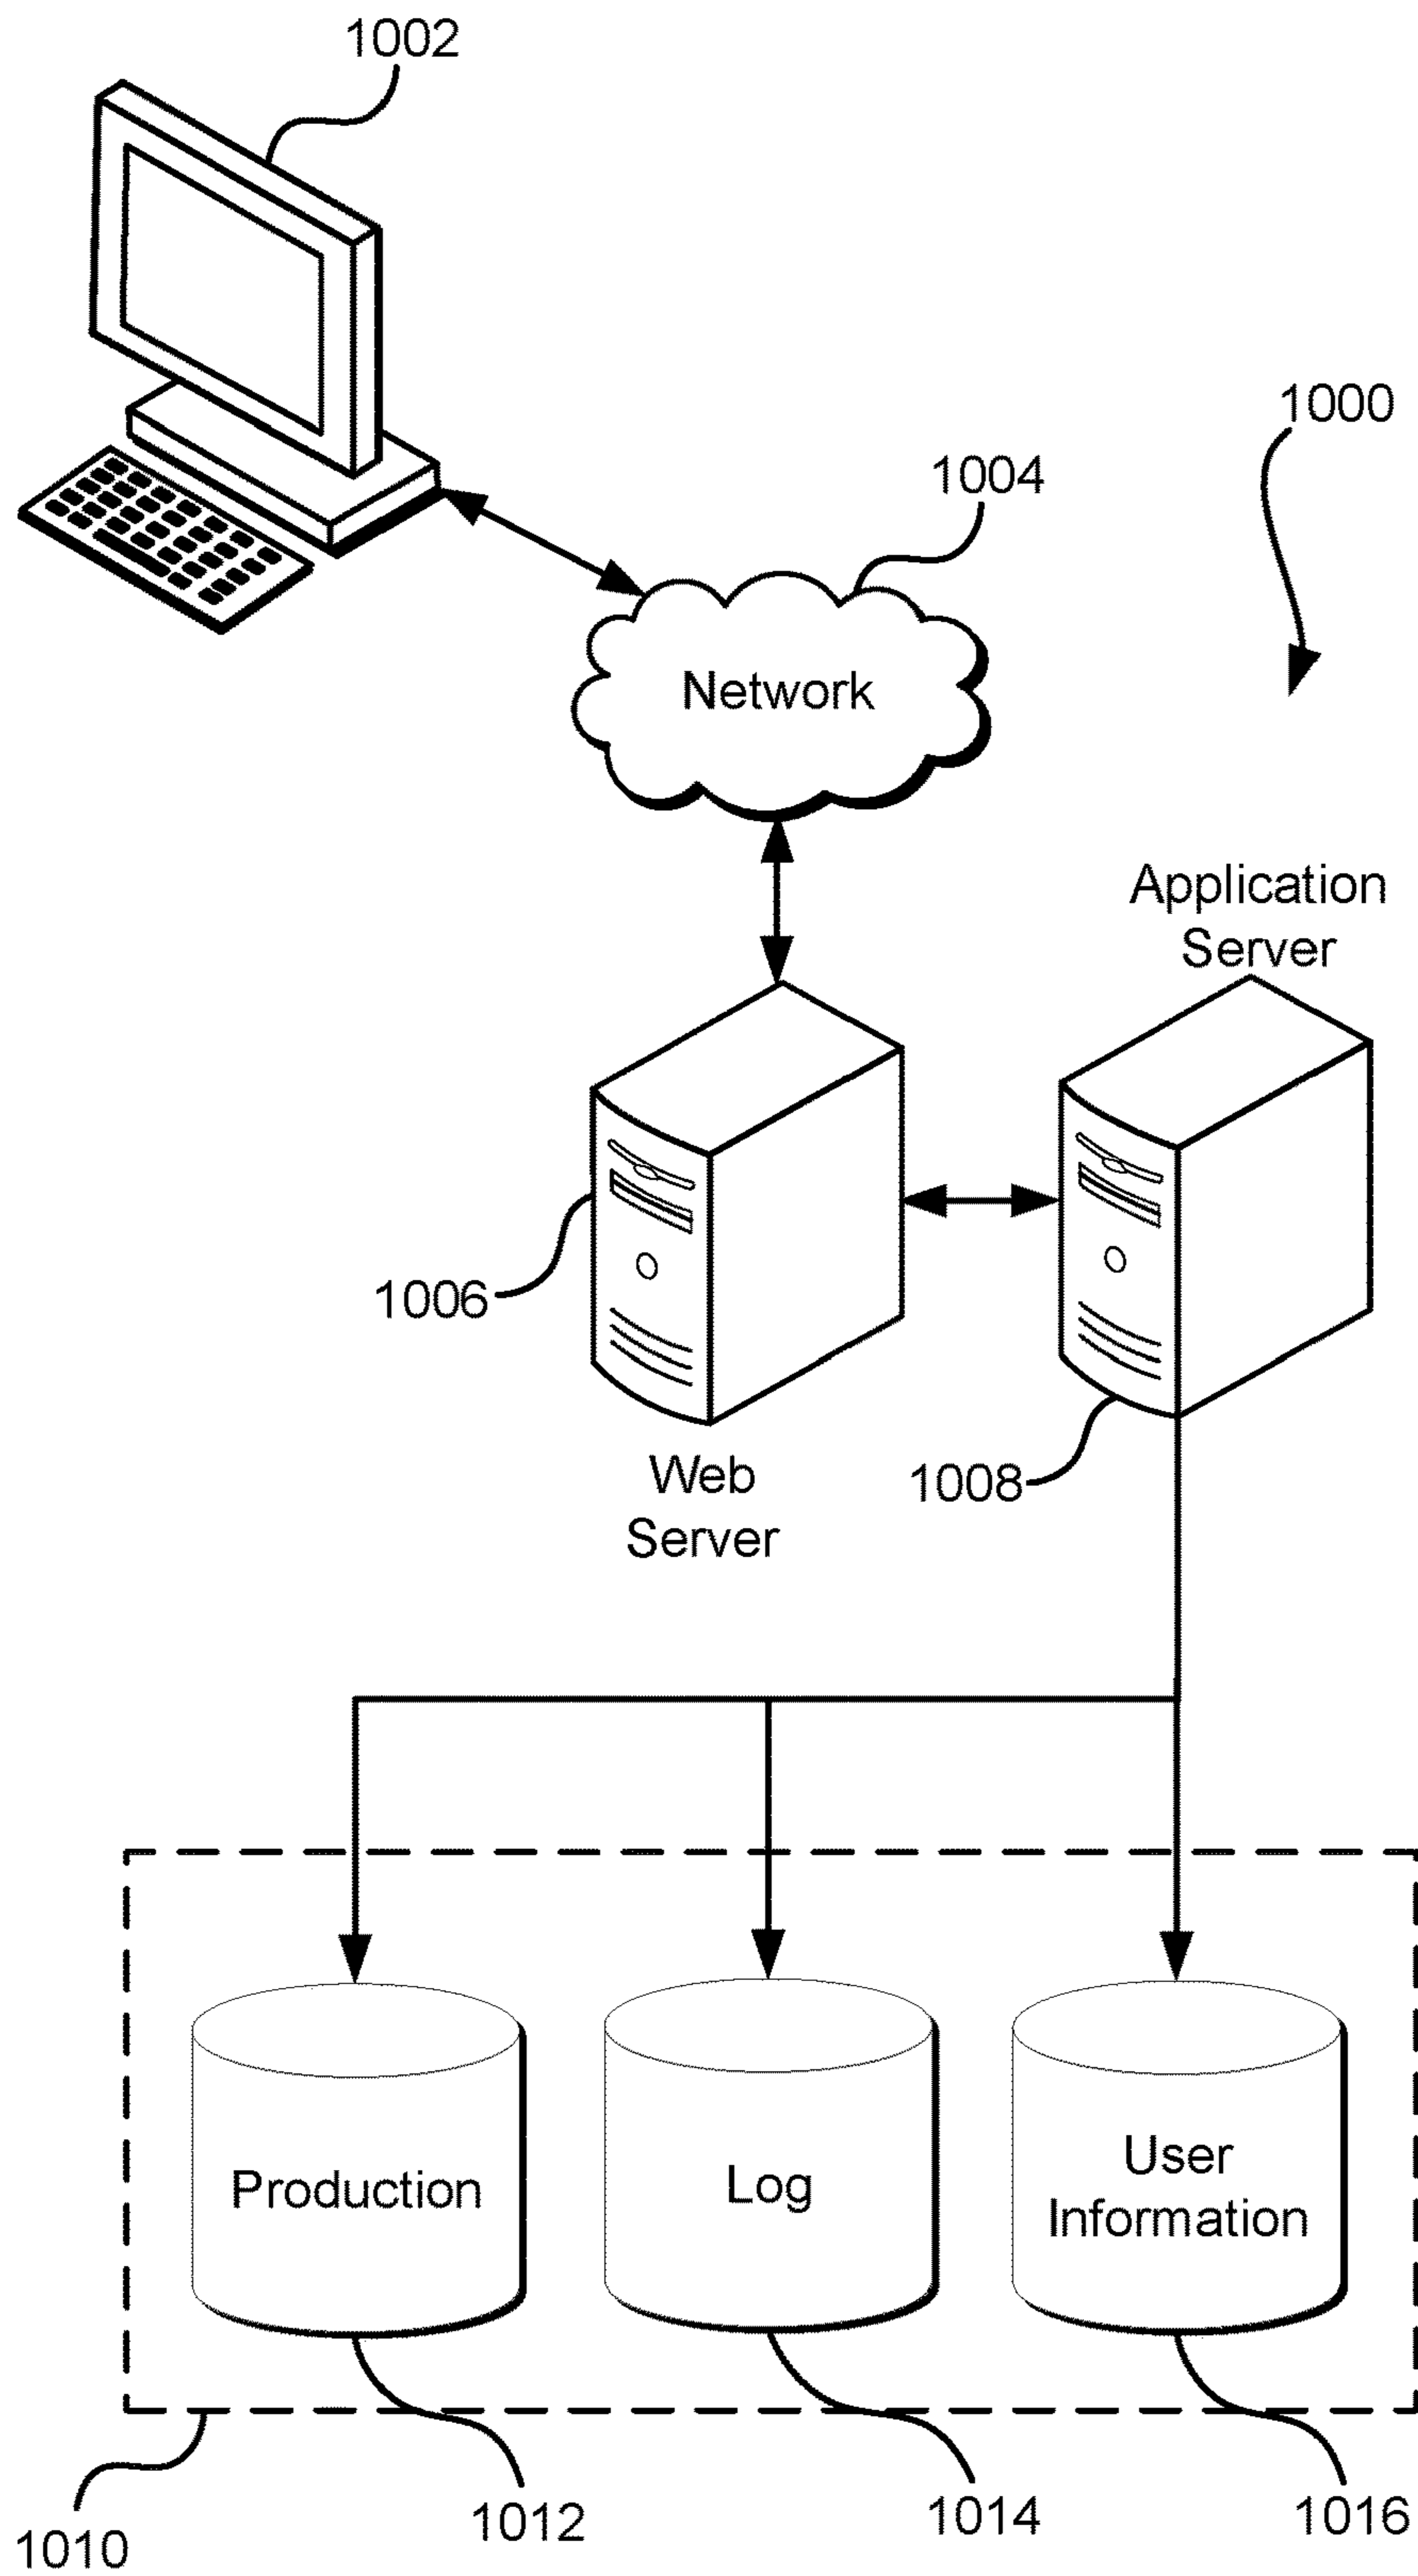 1002
1000
1004
Network
Application
Server
1006
Web
Server
1008
Production
Log
User
Information
1010
1012
1014
1016